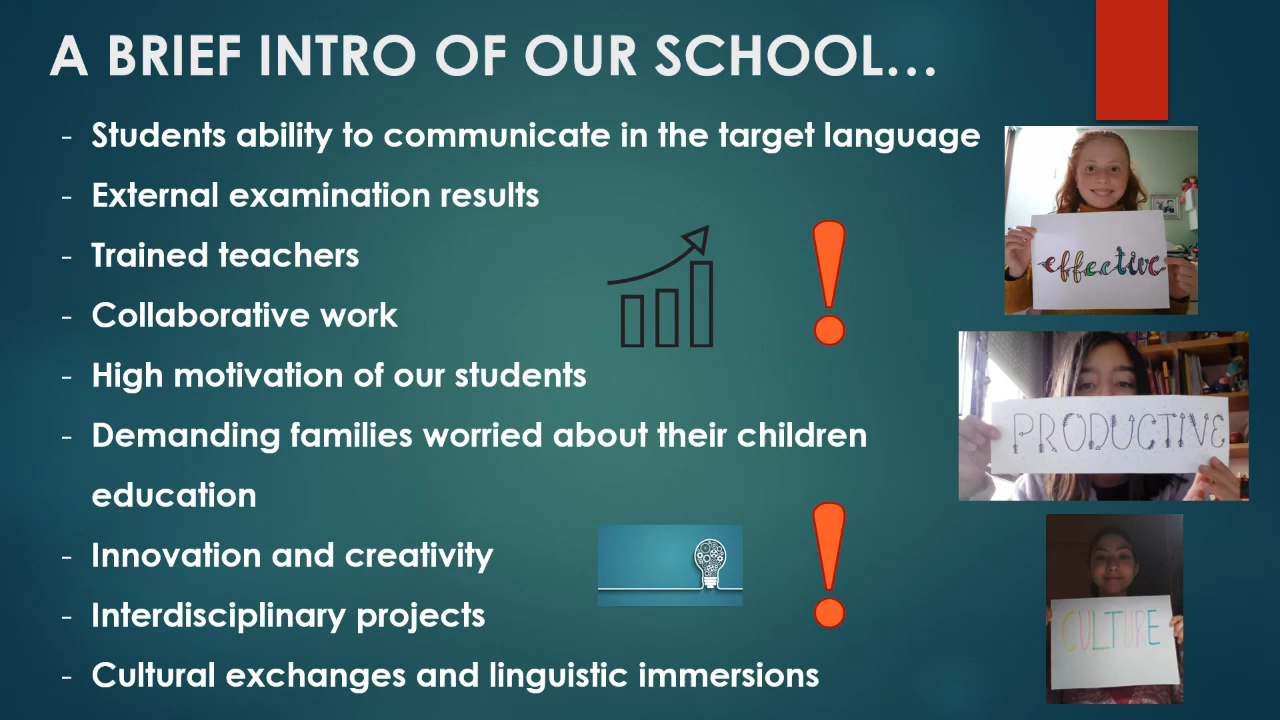 A BRIEF INTRO OF OUR SCHOOL…
- Students ability to communicate in the target language
- External examination results
- Trained teachers
- Collaborative work
- High motivation of our students
- Demanding families worried about their children
education
- Innovation and creativity
- Interdisciplinary projects
- Cultural exchanges and linguistic immersions
effective
PRODUCTIVE
CULTURE